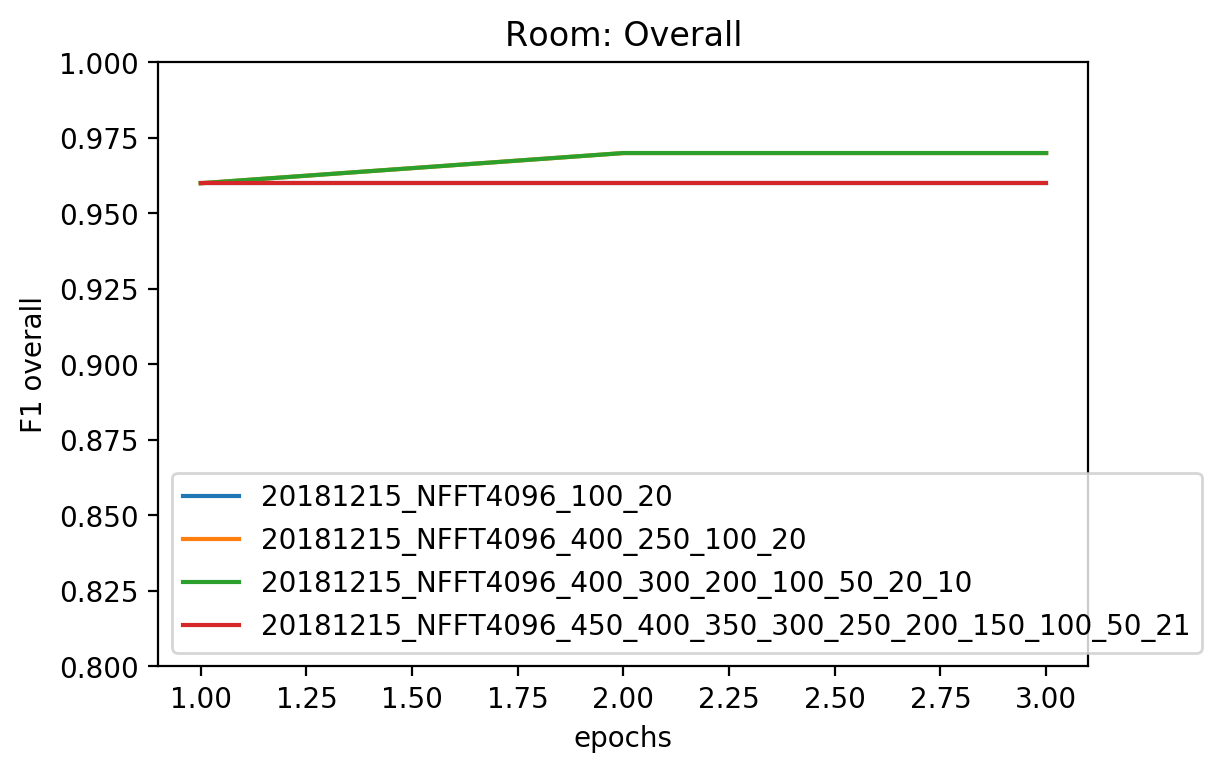 Room: Overall
1.000
0.975
0.950
0.925
0.900
0.875
0.850
0.825
0.800
F1 overall
20181215_NFFT4096_100_20
20181215_NFFT4096_400_250_100_20
20181215_NFFT4096_400_300_200_100_50_20_10
20181215_NFFT4096_450_400_350_300_250_200_150_100_50_21
1.00 1.25 1.50 1.75 2.00 2.25 2.50 2.75 3.00
epochs